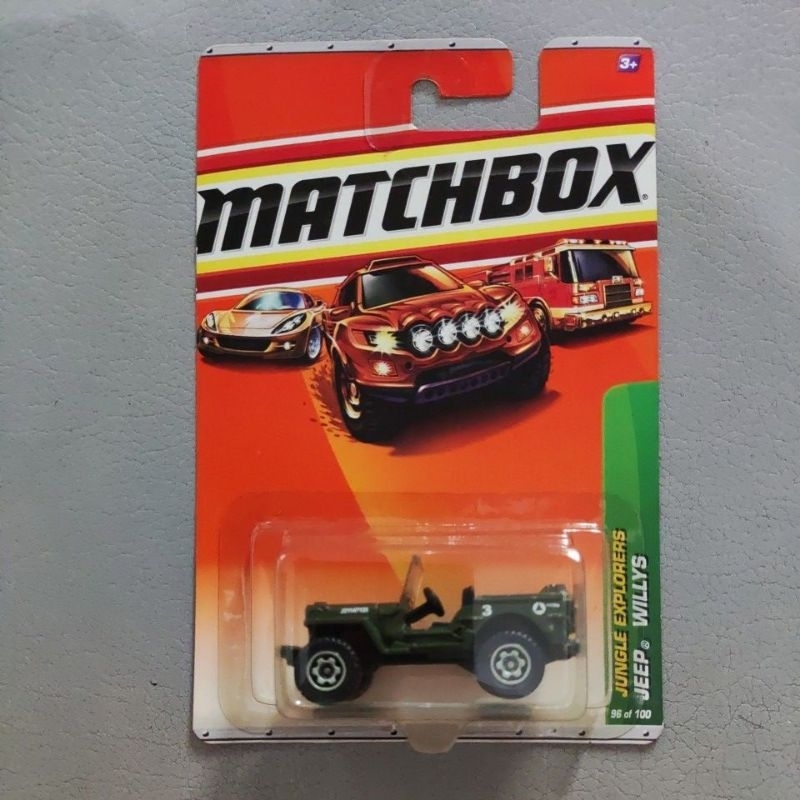 3+
MATCHBOX®
3
JUNGLE EXPLORERS
JEEP® WILLYS
96 of 100